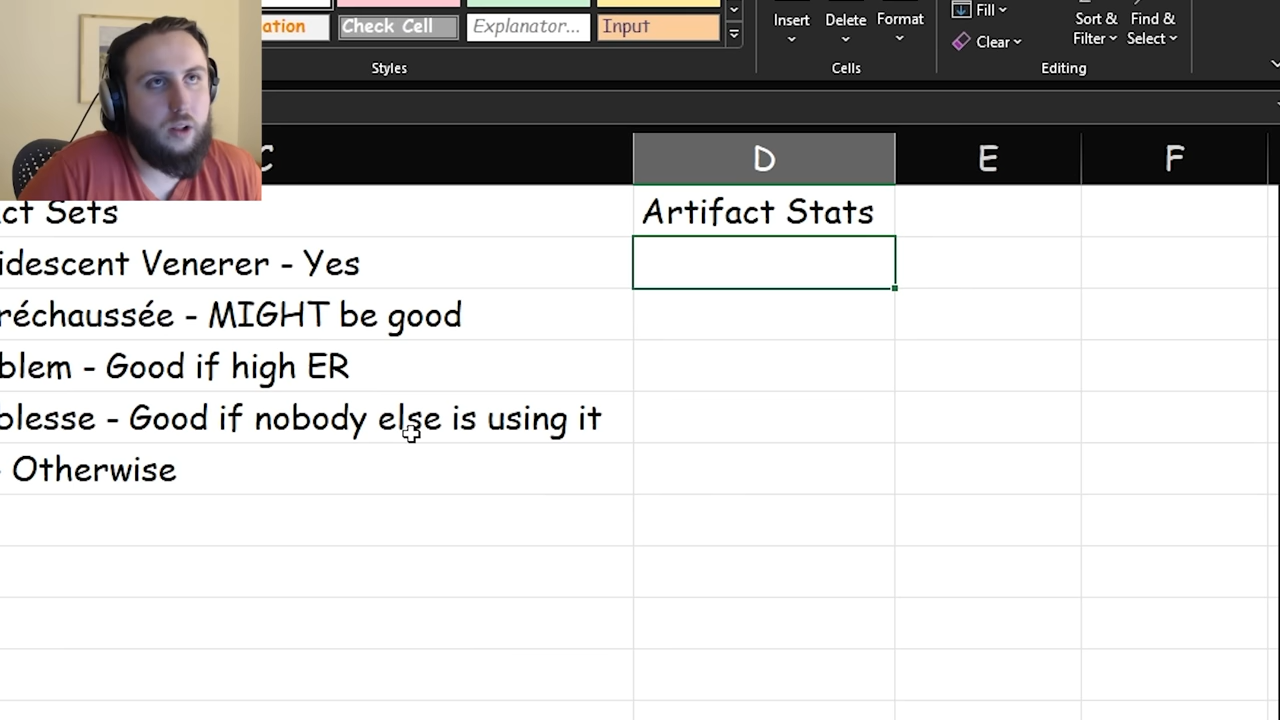 ation Check Cell Explanator... Input
Insert Delete Format
Fill
Clear
Sort & Filter
Find & Select
Styles Cells Editing
C D E F
ct Sets Artifact Stats
idescent Venerer - Yes
réchaussée - MIGHT be good
blem - Good if high ER
blesse - Good if nobody else is using it
- Otherwise